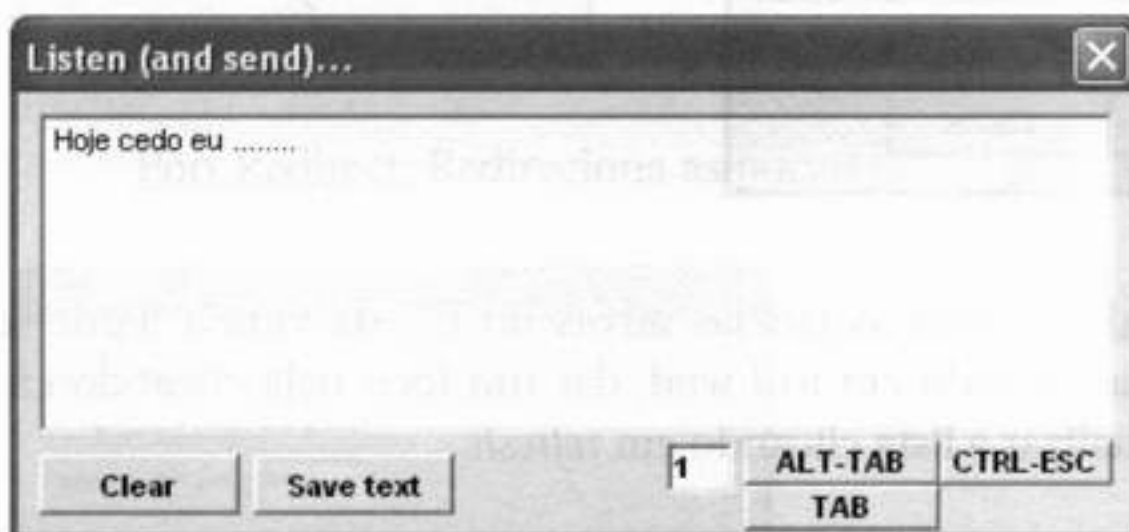 Listen (and send)...
Hoje cedo eu ........
Clear
Save text
1
ALT-TAB
CTRL-ESC
TAB